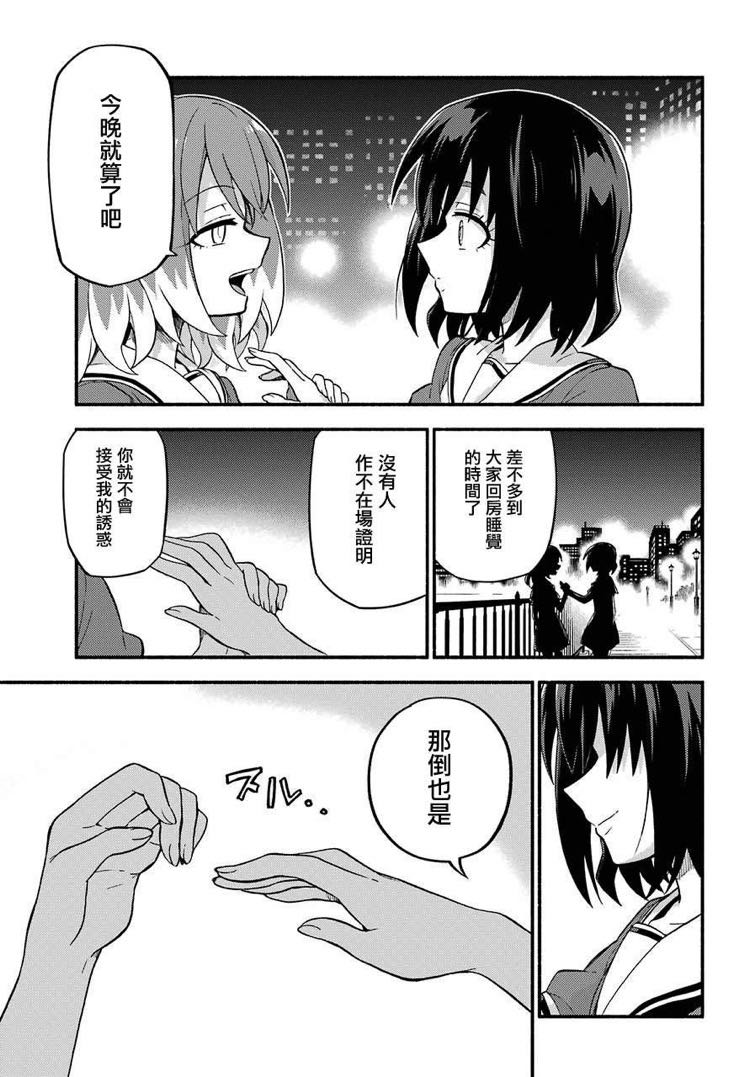 今晚就算了吧
差不多到
大家回房睡覺
的時間了
沒有人
作不在場證明
你就不會
接受我的誘惑
那倒也是
ズル..